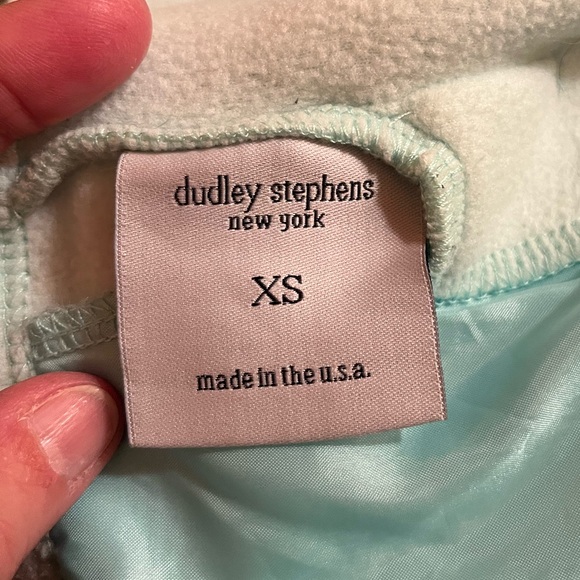 dudley stephens
new york
XS
made in the u.s.a.